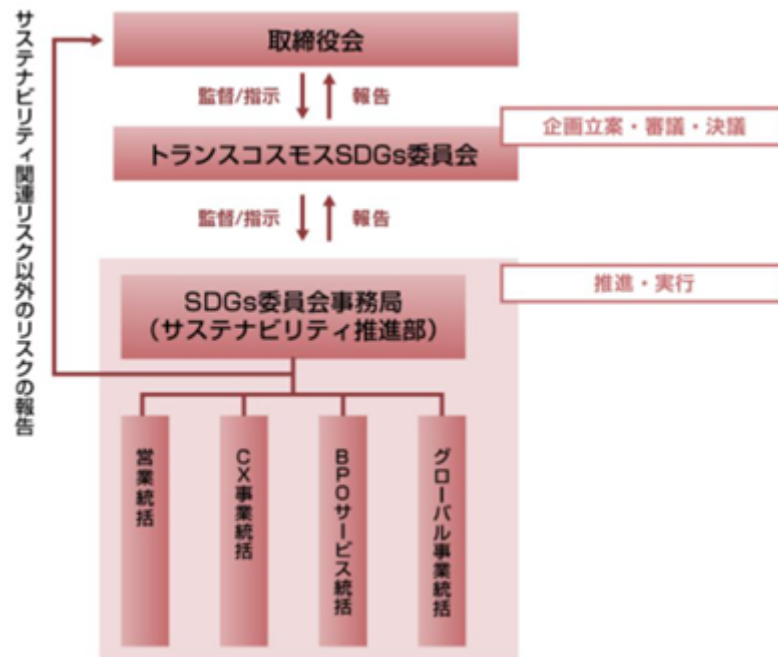 サステナビリティ関連リスク以外のリスクの報告
取締役会
監督/指示
報告
企画立案・審議・決議
トランスコスモスSDGs委員会
監督/指示
報告
推進・実行
SDGs委員会事務局
（サステナビリティ推進部）
営業統括
CX事業統括
BPOサービス統括
グローバル事業統括